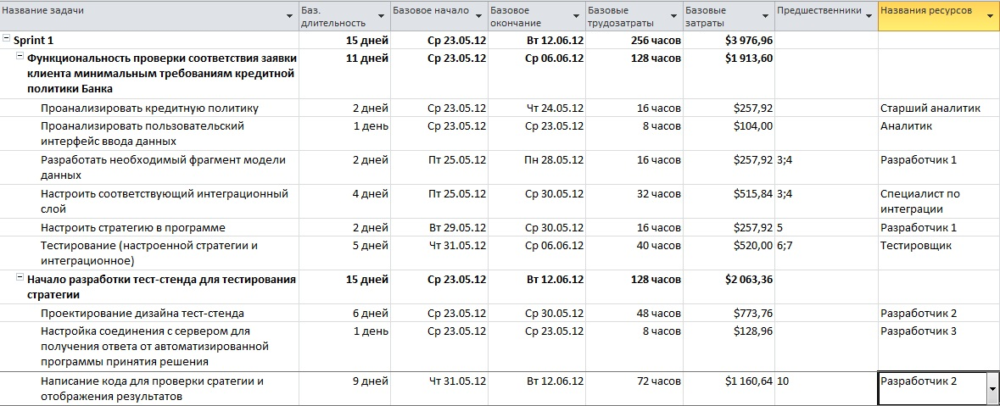 Название задачи Баз. длительность Базовое начало Базовое окончание Базовые трудозатраты Базовые затраты Предшественники Названия ресурсов
Sprint 1 15 дней Ср 23.05.12 Вт 12.06.12 256 часов $3 976,96
Функциональность проверки соответствия заявки 11 дней Ср 23.05.12 Ср 06.06.12 128 часов $1 913,60
клиента минимальным требованиям кредитной
политики Банка
Проанализировать кредитную политику 2 дней Ср 23.05.12 Чт 24.05.12 16 часов $257,92 Старший аналитик
Проанализировать пользовательский 1 день Ср 23.05.12 Ср 23.05.12 8 часов $104,00 Аналитик
интерфейс ввода данных
Разработать необходимый фрагмент модели 2 дней Пт 25.05.12 Пн 28.05.12 16 часов $257,92 3;4 Разработчик 1
данных
Настроить соответствующий интеграционный 4 дней Пт 25.05.12 Ср 30.05.12 32 часов $515,84 3;4 Специалист по
слой интеграции
Настроить стратегию в программе 2 дней Вт 29.05.12 Ср 30.05.12 16 часов $257,92 5 Разработчик 1
Тестирование (настроенной стратегии и 5 дней Чт 31.05.12 Ср 06.06.12 40 часов $520,00 6;7 Тестировщик
интеграционное)
Начало разработки тест-стенда для тестирования 15 дней Ср 23.05.12 Вт 12.06.12 128 часов $2 063,36
стратегии
Проектирование дизайна тест-стенда 6 дней Ср 23.05.12 Ср 30.05.12 48 часов $773,76 Разработчик 2
Настройка соединения с сервером для 1 день Ср 23.05.12 Ср 23.05.12 8 часов $128,96 Разработчик 3
получения ответа от автоматизированной
программы принятия решения
Написание кода для проверки сратегии и 9 дней Чт 31.05.12 Вт 12.06.12 72 часов $1 160,64 10 Разработчик 2
отображения результатов